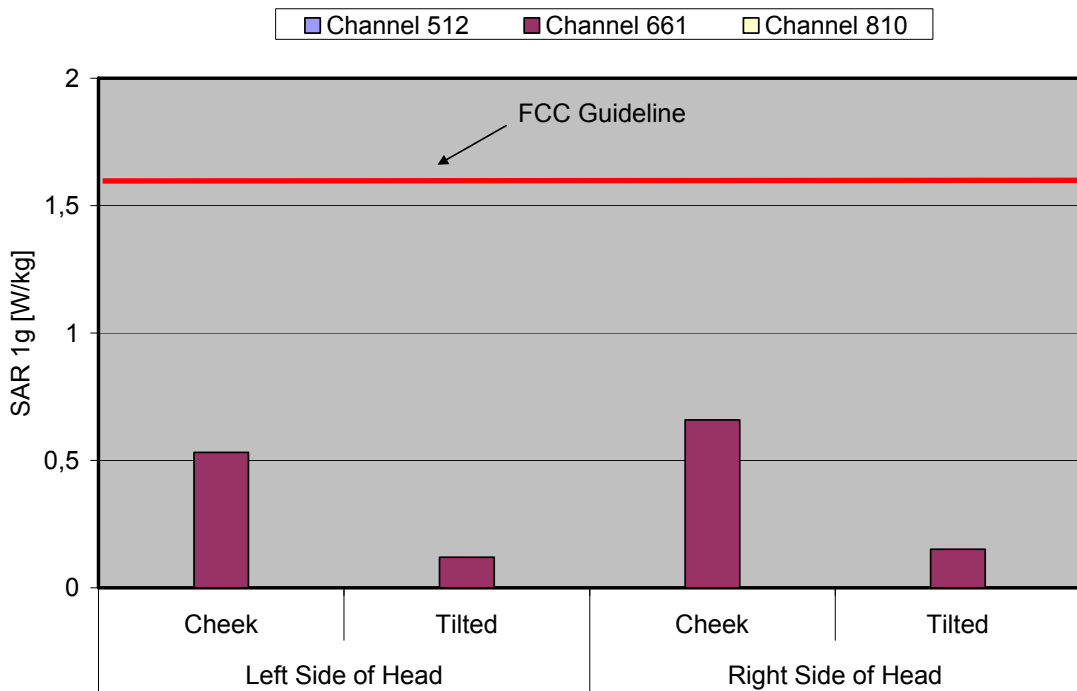 Channel 512 Channel 661 Channel 810
2
FCC Guideline
1,5
SAR 1g [W/kg]
1
0,5
0
Cheek Tilted Cheek Tilted
Left Side of Head Right Side of Head